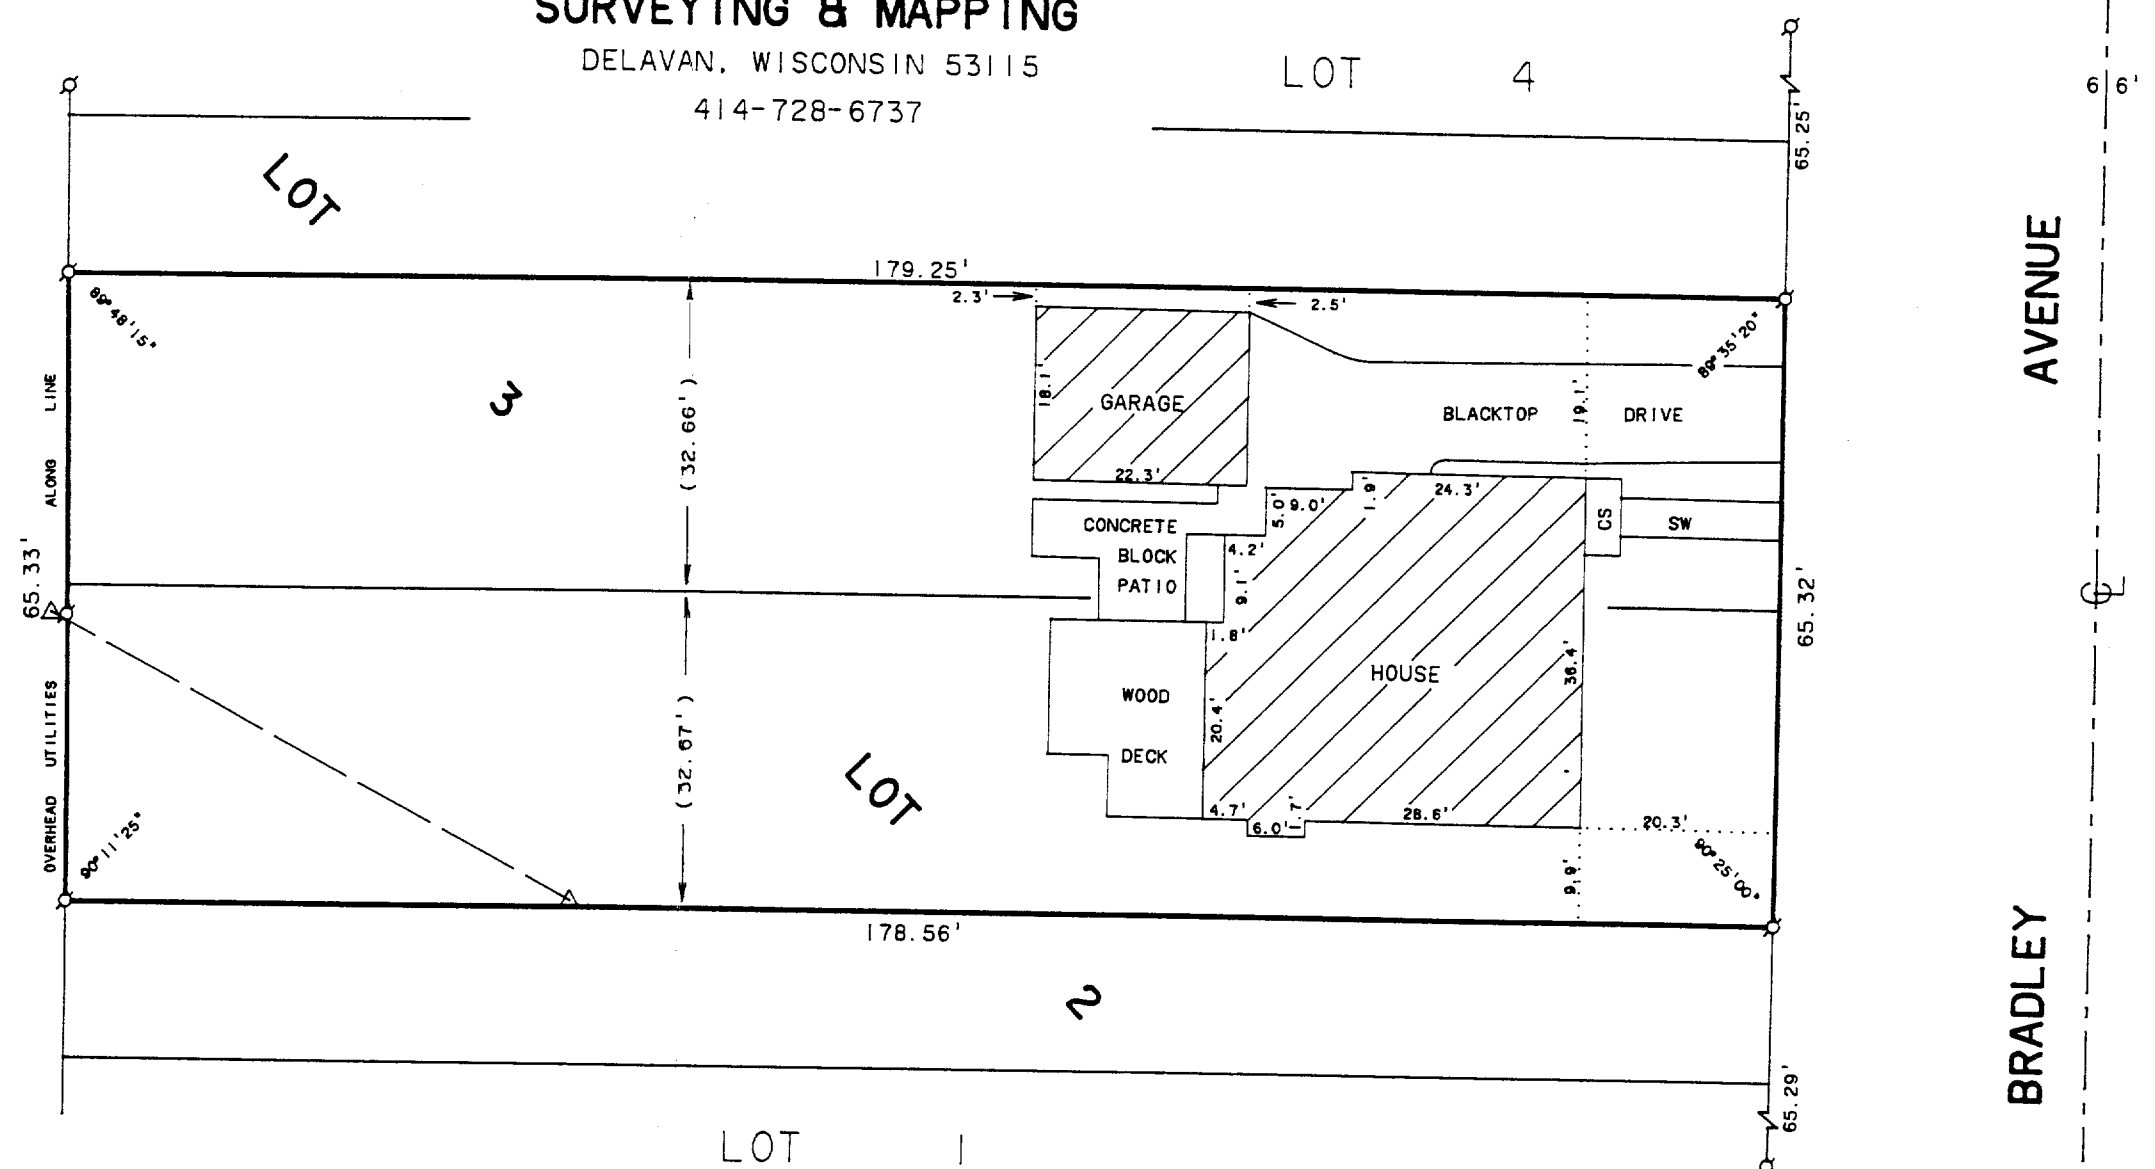 SURVEYING & MAPPING
DELAVAN, WISCONSIN 53115
414-728-6737
LOT 4
66'
65.25'
LOT
3
179.25'
2.3'
2.5'
89°48'15"
89°35'20"
AVENUE
OVERHEAD UTILITIES ALONG LINE
65.33'
(32.66')
18.1'
GARAGE
22.3'
BLACKTOP DRIVE
19.1'
CONCRETE
BLOCK
PATIO
5.0'
9.0'
1.9'
24.3'
CS
SW
4.2'
9.1'
1.8'
65.32'
CL
HOUSE
36.4'
WOOD
DECK
20.4'
(32.67')
LOT
2
4.7'
6.0'
1.7'
28.6'
20.3'
9.9'
90°11'25"
90°25'00"
178.56'
BRADLEY
65.29'
LOT 1